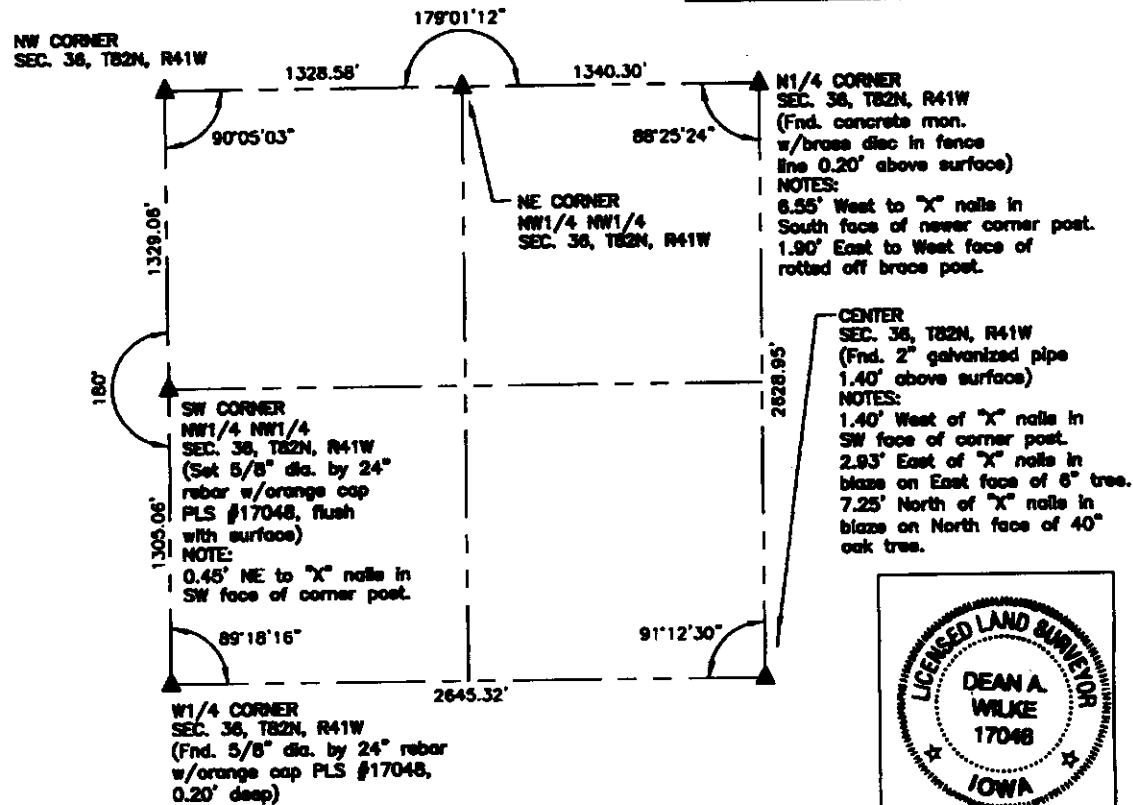 179°01'12"
NW CORNER
SEC. 36, T82N, R41W
1328.58'
1340.30'
90°05'03"
88°25'24"
N1/4 CORNER
SEC. 36, T82N, R41W
(Fnd. concrete mon.
w/brass disc in fence
line 0.20' above surface)
NOTES:
6.55' West to "X" nails in
South face of newer corner post.
1.90' East to West face of
rotted off brace post.
NE CORNER
NW1/4 NW1/4
SEC. 36, T82N, R41W
1329.06'
180°
2628.95'
CENTER
SEC. 36, T82N, R41W
(Fnd. 2" galvanized pipe
1.40' above surface)
NOTES:
1.40' West of "X" nails in
SW face of corner post.
2.93' East of "X" nails in
blaze on East face of 6" tree.
7.25' North of "X" nails in
blaze on North face of 40"
oak tree.
SW CORNER
NW1/4 NW1/4
SEC. 36, T82N, R41W
(Set 5/8" dia. by 24"
rebar w/orange cap
PLS #17048, flush
with surface)
NOTE:
0.45' NE to "X" nails in
SW face of corner post.
1305.06'
89°18'16"
91°12'30"
2645.32'
W1/4 CORNER
SEC. 36, T82N, R41W
(Fnd. 5/8" dia. by 24" rebar
w/orange cap PLS #17048,
0.20' deep)
LICENSED LAND SURVEYOR
DEAN A.
WILKE
17048
IOWA